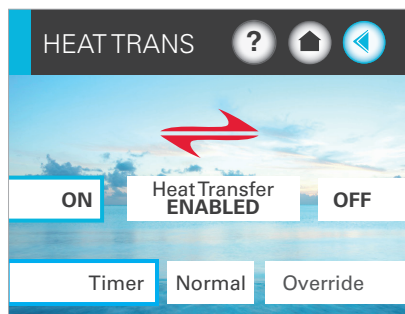 HEAT TRANS ?
ON Heat Transfer OFF
ENABLED
Timer Normal Override